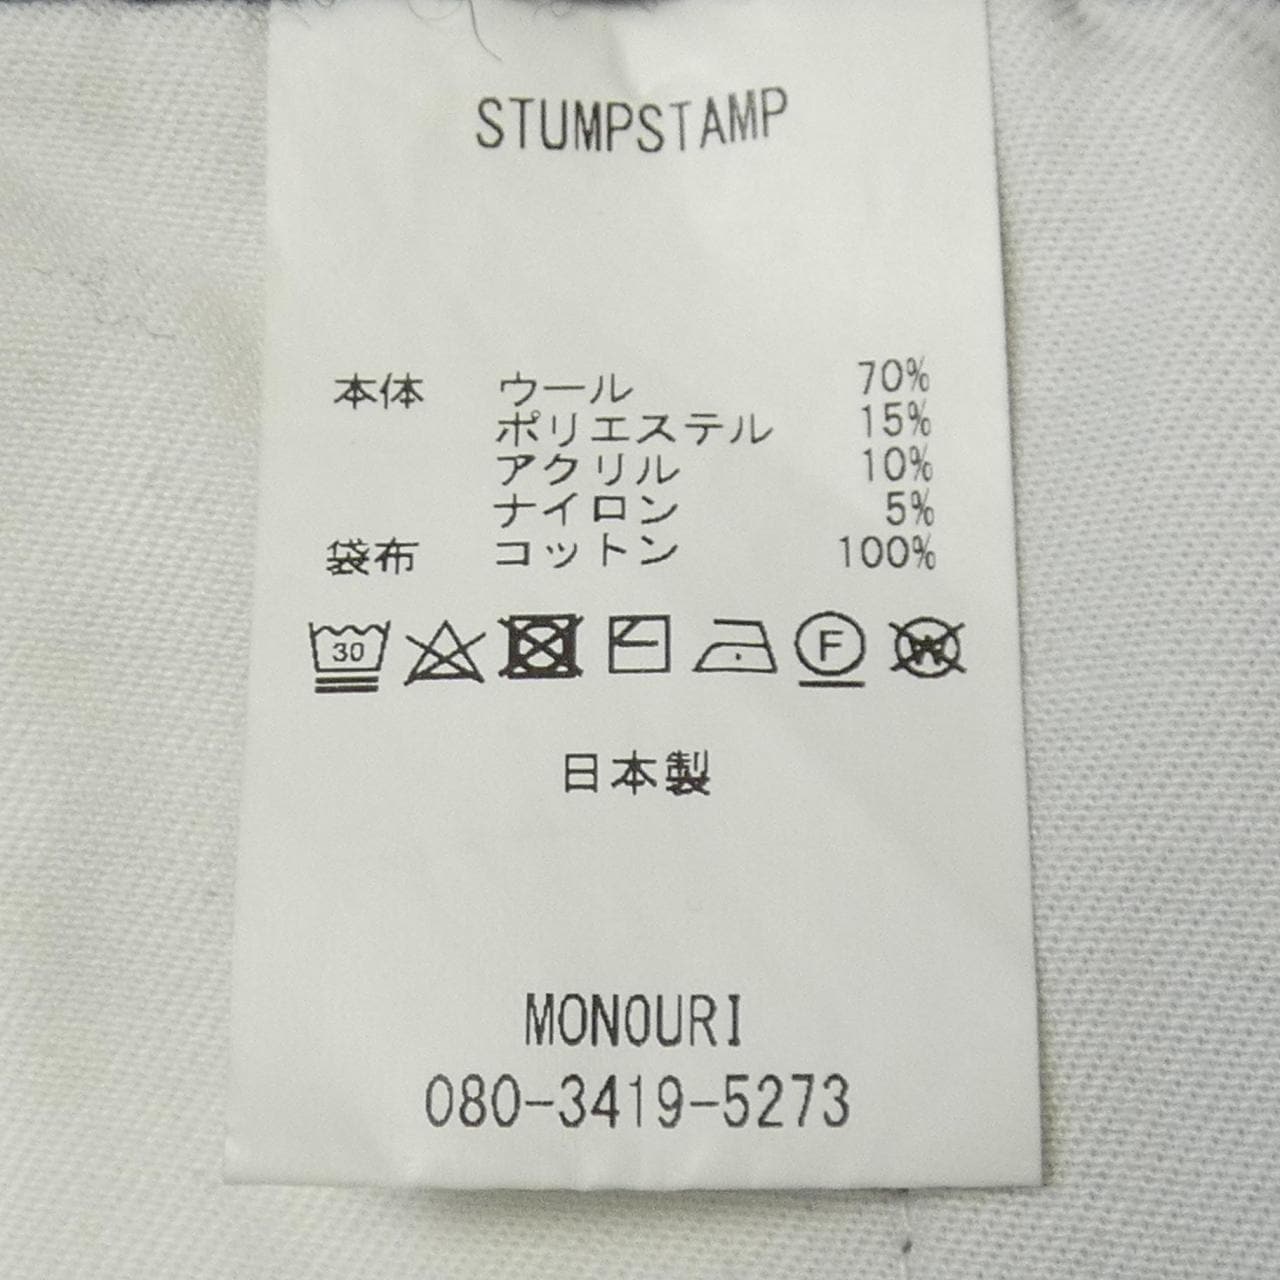 STUMPSTAMP
本体 ウール 70%
ポリエステル 15%
アクリル 10%
ナイロン 5%
袋布 コットン 100%
30 F W
日本製
MONOURI
080-3419-5273